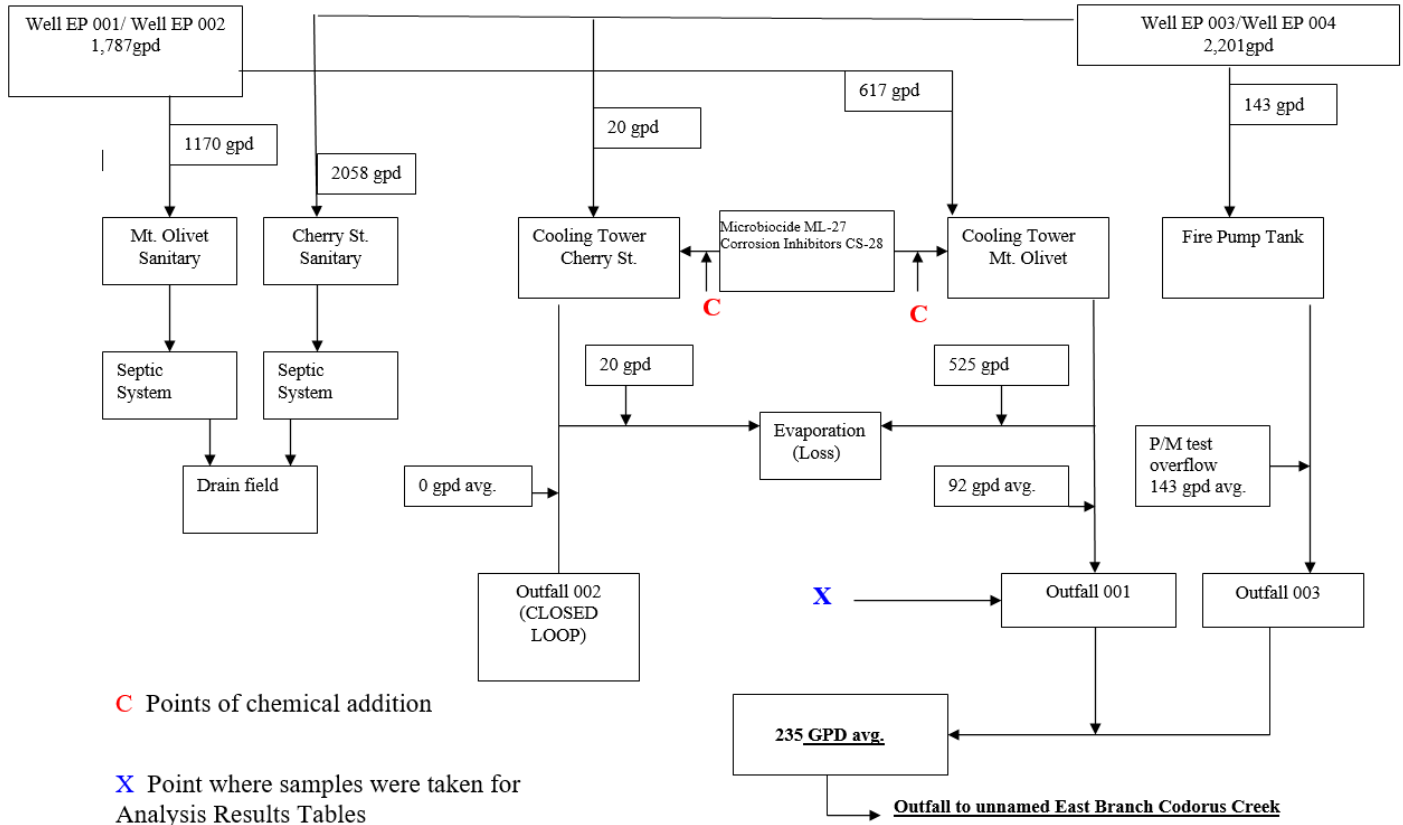 Well EP 001/ Well EP 002
1,787gpd
Well EP 003/Well EP 004
2,201gpd
617 gpd
143 gpd
20 gpd
1170 gpd
2058 gpd
Mt. Olivet
Sanitary
Cherry St.
Sanitary
Cooling Tower
Cherry St.
Microbiocide ML-27
Corrosion Inhibitors CS-28
Cooling Tower
Mt. Olivet
Fire Pump Tank
C
C
Septic
System
Septic
System
20 gpd
525 gpd
Evaporation
(Loss)
P/M test
overflow
143 gpd avg.
Drain field
0 gpd avg.
92 gpd avg.
Outfall 002
(CLOSED
LOOP)
X
Outfall 001
Outfall 003
C Points of chemical addition
235 GPD avg.
X Point where samples were taken for
Analysis Results Tables
Outfall to unnamed East Branch Codorus Creek